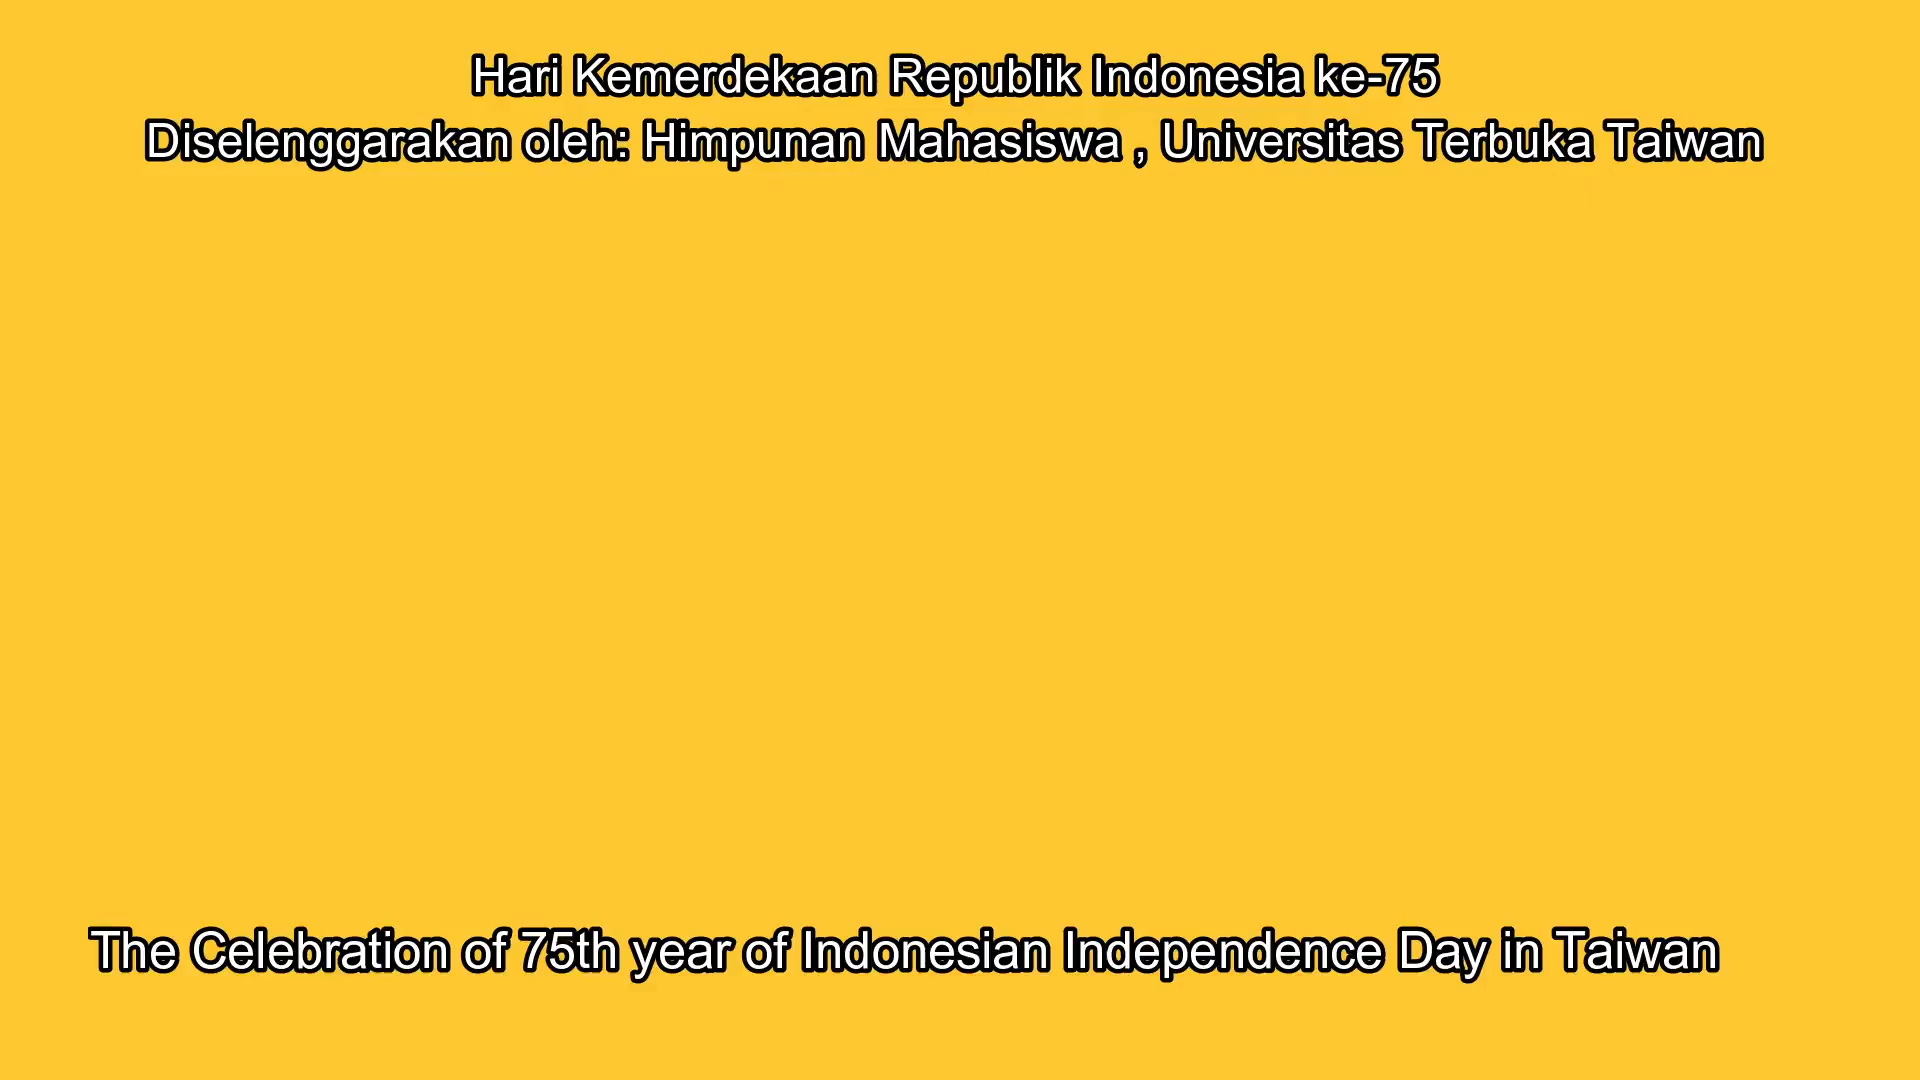 Hari Kemerdekaan Republik Indonesia ke-75
Diselenggarakan oleh: Himpunan Mahasiswa , Universitas Terbuka Taiwan
The Celebration of 75th year of Indonesian Independence Day in Taiwan